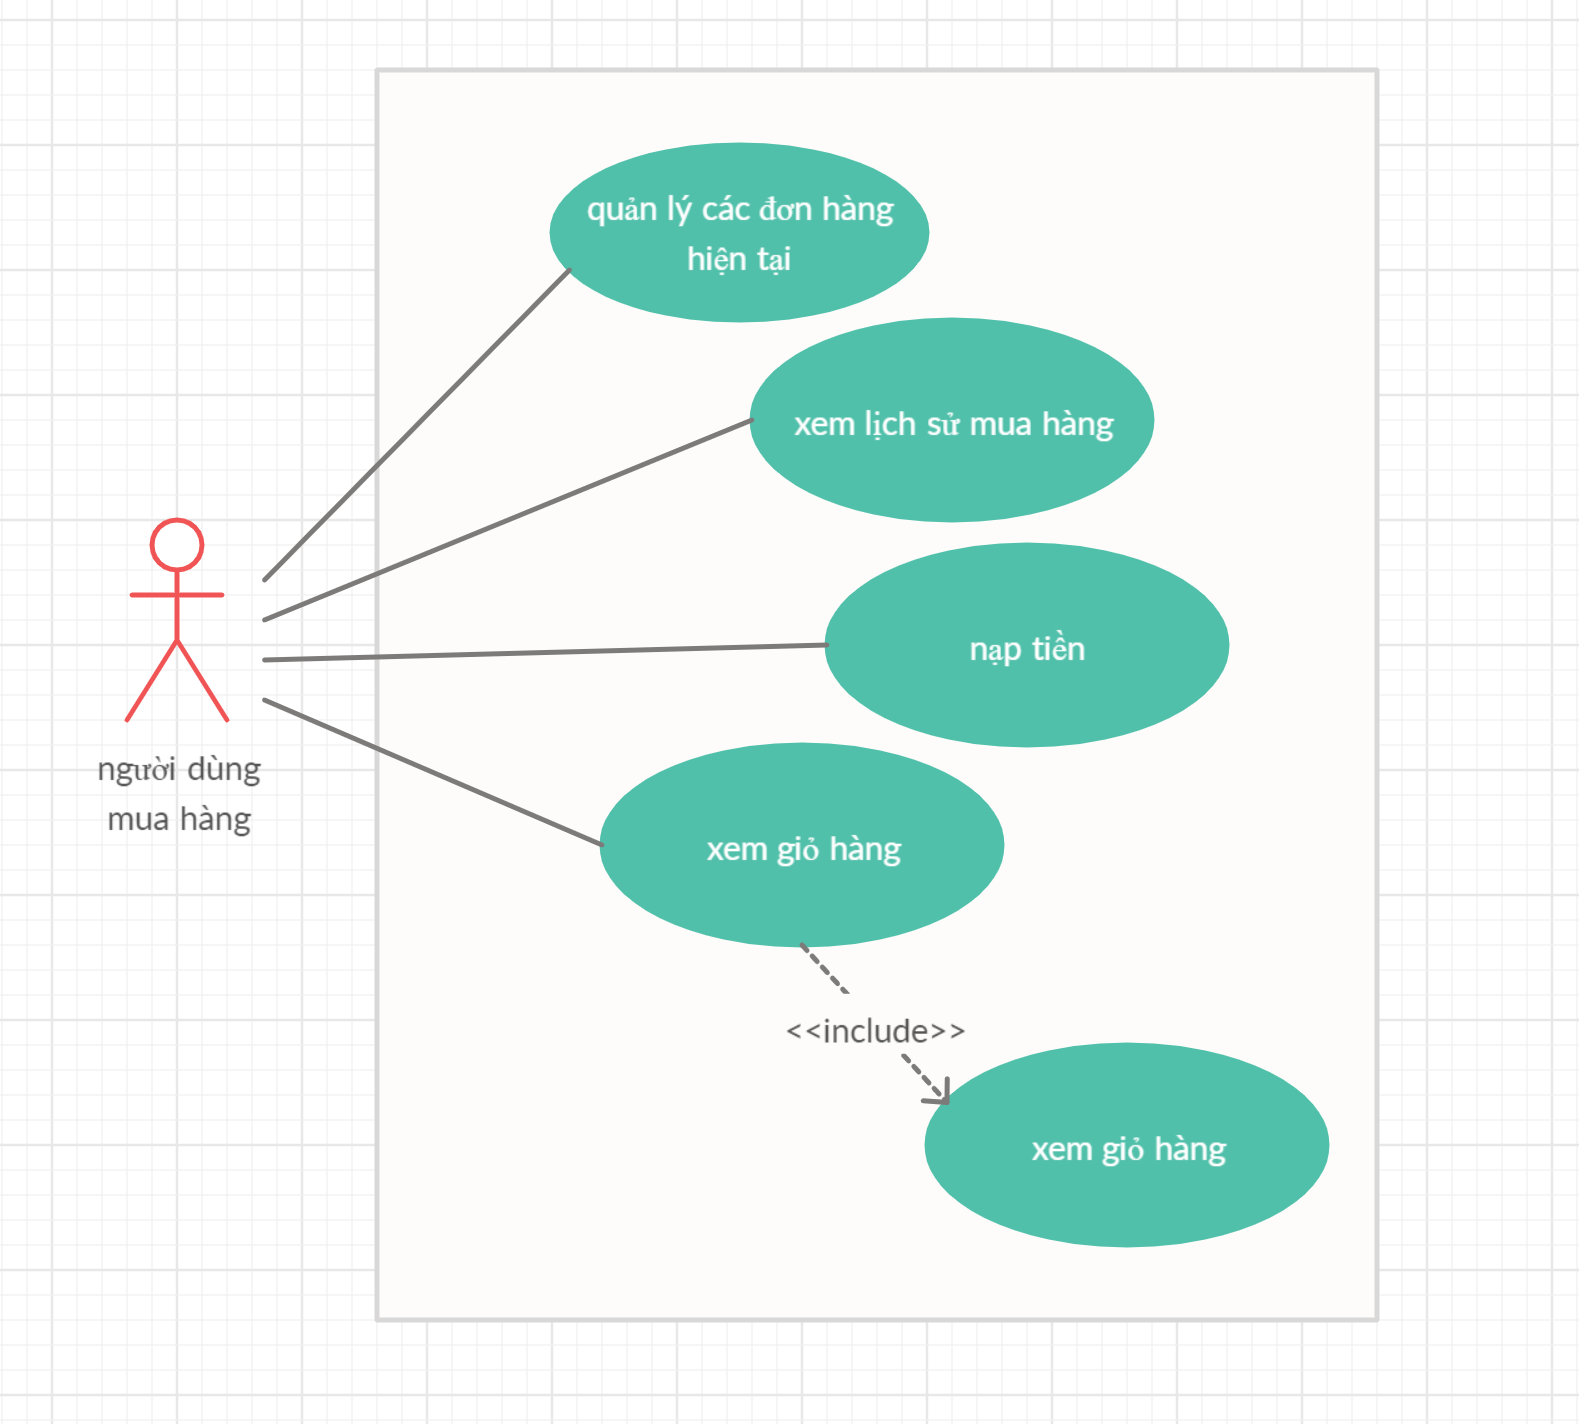 quản lý các đơn hàng
hiện tại
xem lịch sử mua hàng
nạp tiền
người dùng
mua hàng
xem giỏ hàng
<<include>>
xem giỏ hàng